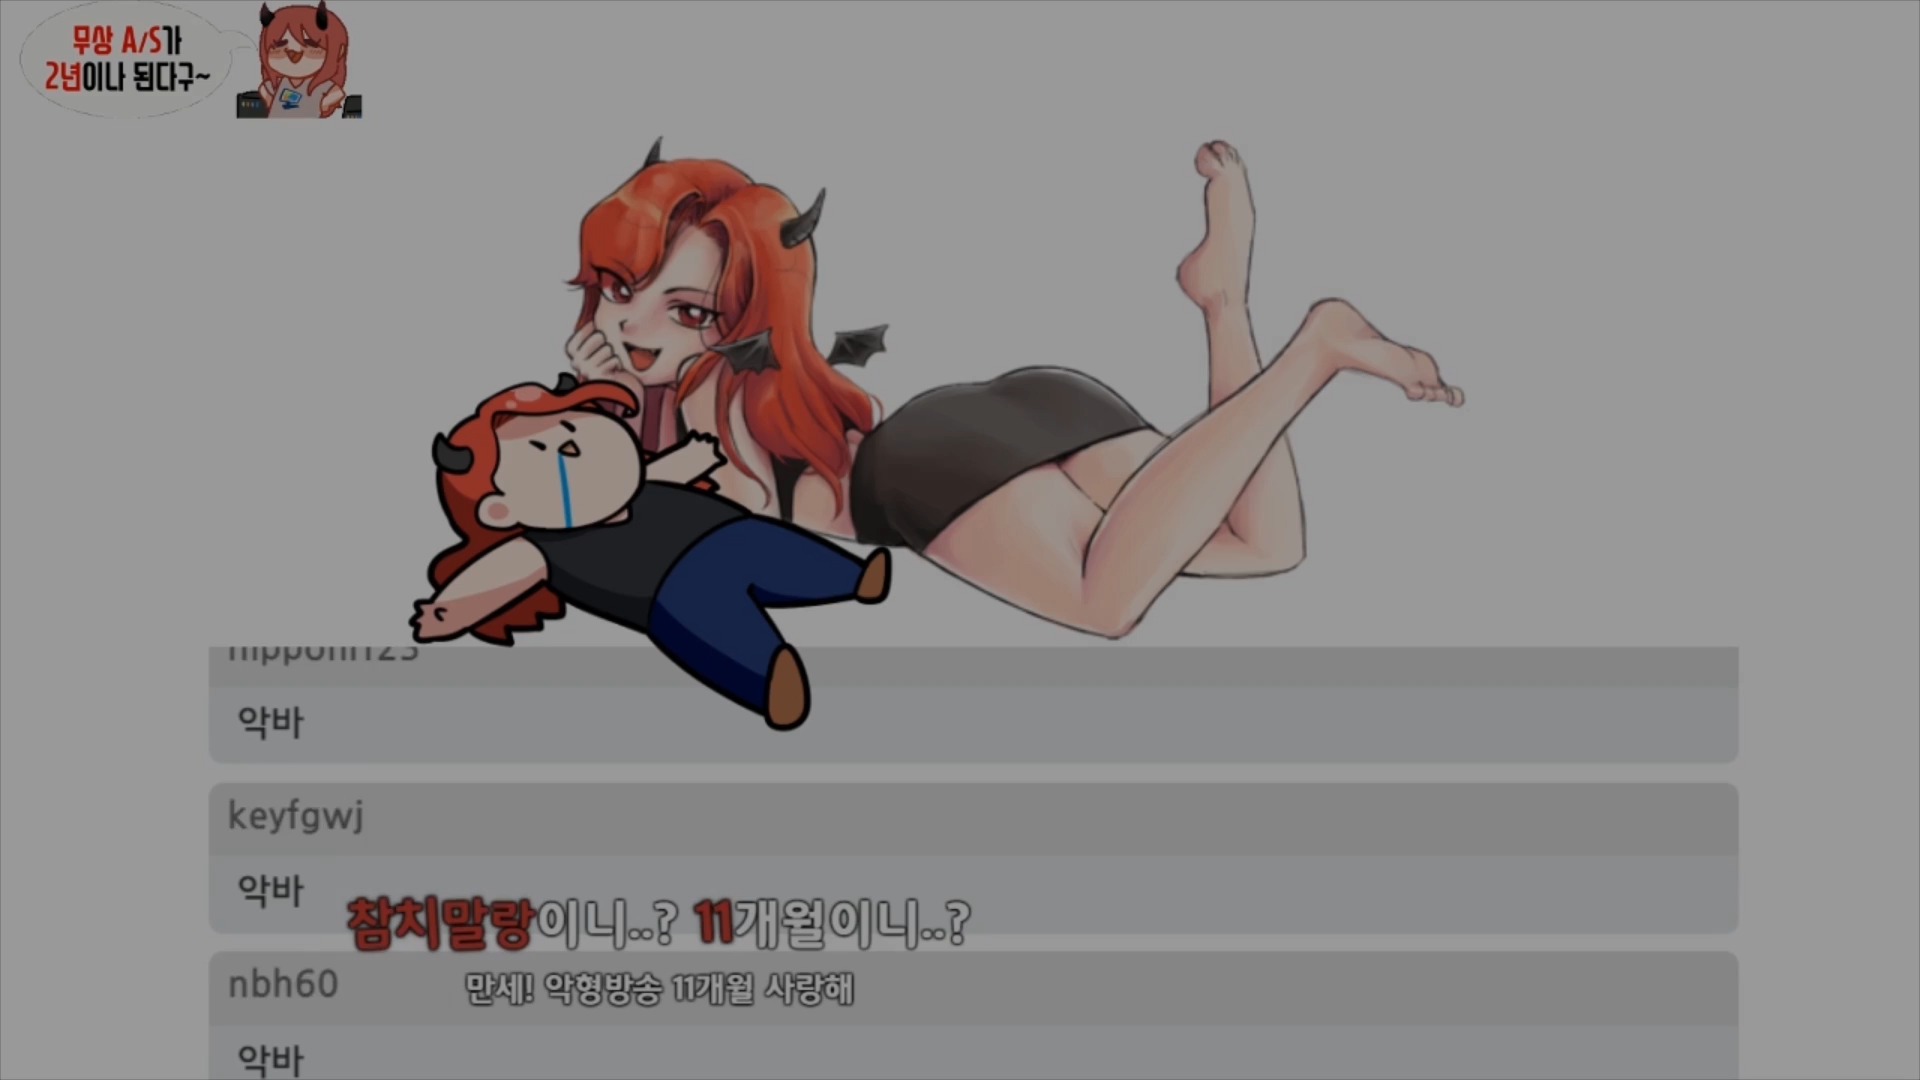 무상 A/S가
2년이나 된다구~
악바
keyfgwj
악바
참치말랑이니..? 11개월이니..?
nbh60
만세! 악형방송 11개월 사랑해
악바